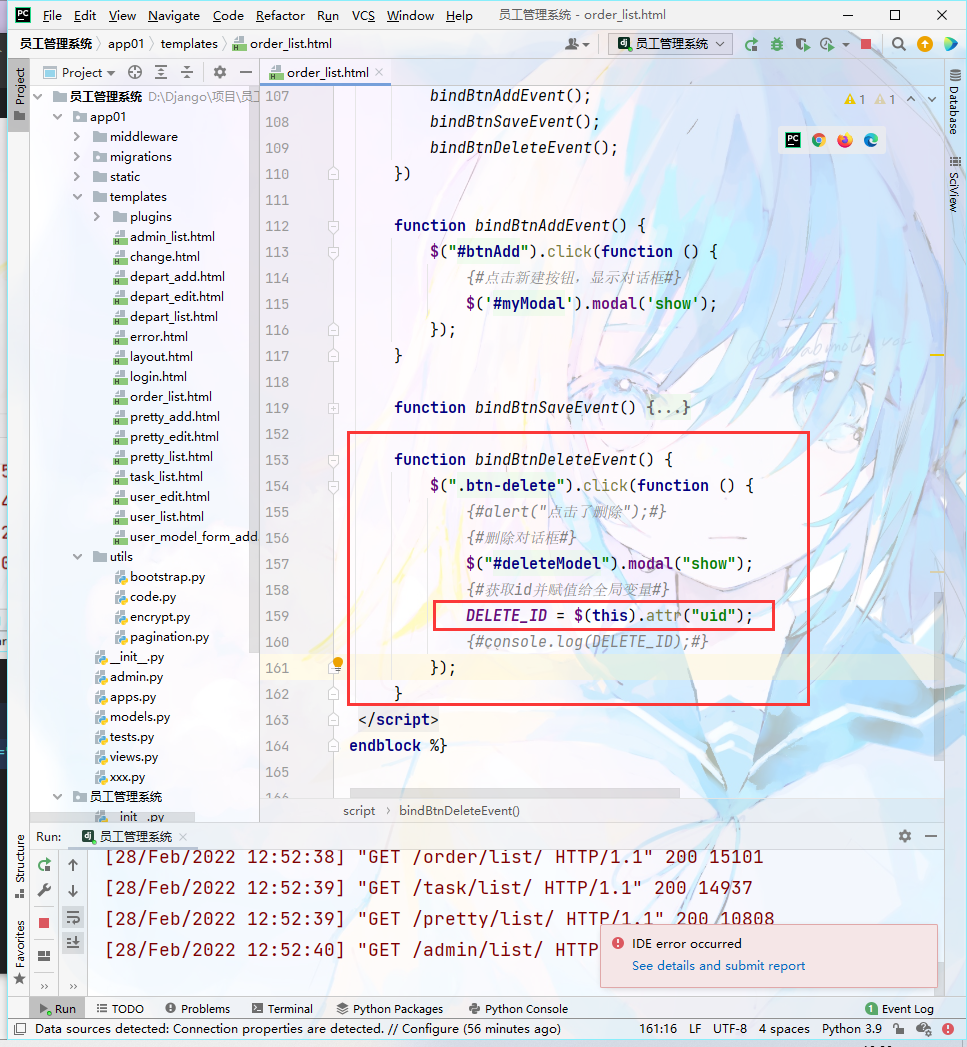 File Edit View Navigate Code Refactor Run VCS Window Help 员工管理系统 - order_list.html
员工管理系统 app01 templates order_list.html
员工管理系统
Project
order_list.html
Project
员工管理系统 D:\Django\项目\员工
app01
middleware
migrations
static
templates
plugins
admin_list.html
change.html
depart_add.html
depart_edit.html
depart_list.html
error.html
layout.html
login.html
order_list.html
pretty_add.html
pretty_edit.html
pretty_list.html
task_list.html
user_edit.html
user_list.html
user_model_form_add
utils
bootstrap.py
code.py
encrypt.py
pagination.py
__init__.py
admin.py
apps.py
models.py
tests.py
views.py
xxx.py
员工管理系统
__init__.py
1 1
Database
SciView
107 bindBtnAddEvent();
108 bindBtnSaveEvent();
109 bindBtnDeleteEvent();
110 })
111
112 function bindBtnAddEvent() {
113 $("#btnAdd").click(function () {
114 {#点击新建按钮，显示对话框#}
115 $('#myModal').modal('show');
116 });
117 }
118
119 function bindBtnSaveEvent() {...}
152
153 function bindBtnDeleteEvent() {
154 $(".btn-delete").click(function () {
155 {#alert("点击了删除");#}
156 {#删除对话框#}
157 $("#deleteModel").modal("show");
158 {#获取id并赋值给全局变量#}
159 DELETE_ID = $(this).attr("uid");
160 {#console.log(DELETE_ID);#}
161 });
162 }
163 </script>
164 endblock %}
165
166
script bindBtnDeleteEvent()
Run: 员工管理系统
[28/Feb/2022 12:52:38] "GET /order/list/ HTTP/1.1" 200 15101
[28/Feb/2022 12:52:39] "GET /task/list/ HTTP/1.1" 200 14937
[28/Feb/2022 12:52:39] "GET /pretty/list/ HTTP/1.1" 200 10808
[28/Feb/2022 12:52:40] "GET /admin/list/ HTTP
Structure
Favorites
IDE error occurred
See details and submit report
Run TODO Problems Terminal Python Packages Python Console 1 Event Log
Data sources detected: Connection properties are detected. // Configure (56 minutes ago) 161:16 LF UTF-8 4 spaces Python 3.9